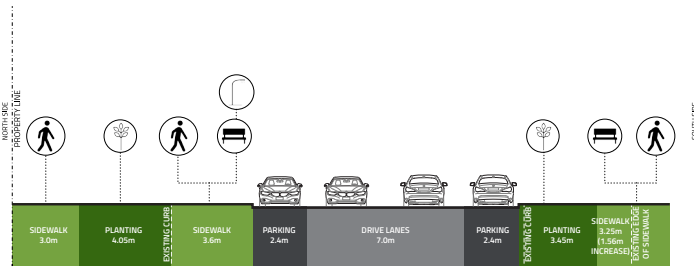 NORTH SIDE
PROPERTY LINE
SIDEWALK
3.0m
PLANTING
4.05m
EXISTING CURB
SIDEWALK
3.6m
PARKING
2.4m
DRIVE LANES
7.0m
PARKING
2.4m
EXISTING CURB
PLANTING
3.45m
SIDEWALK
3.25m
(1.56m
INCREASE)
EXISTING EDGE
OF SIDEWALK